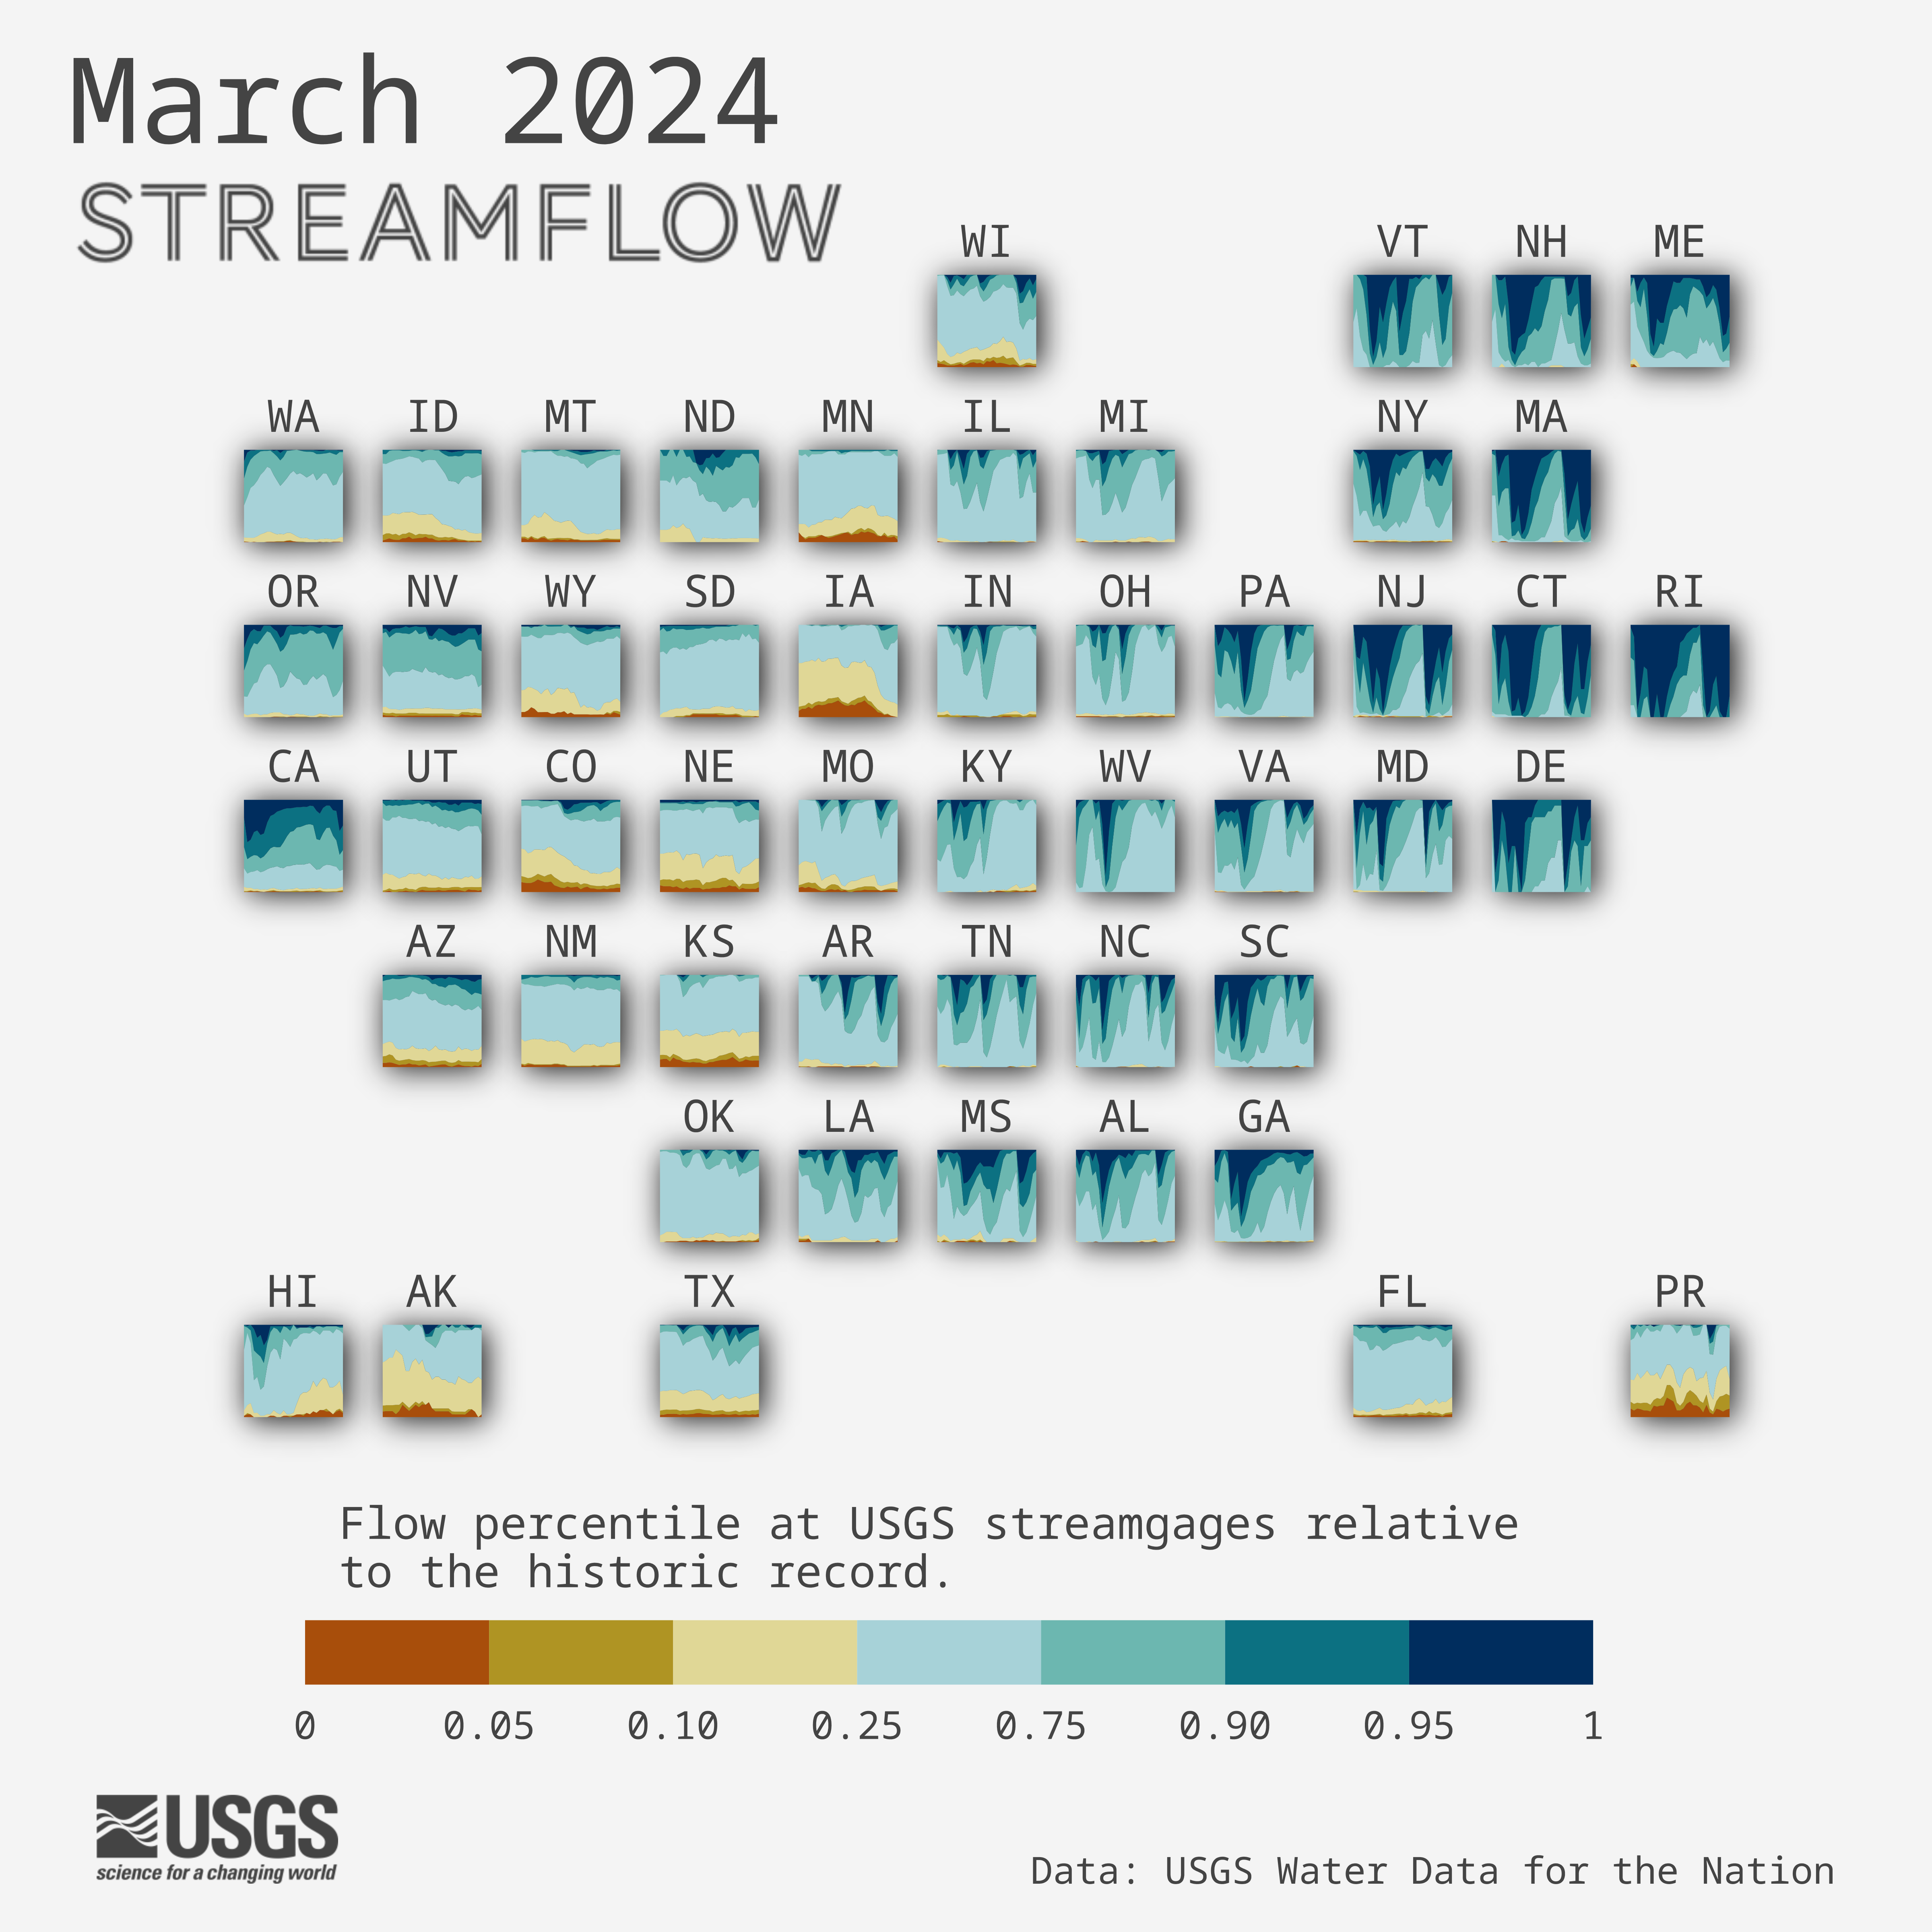 March 2024
STREAMFLOW
WI VT NH ME
WA ID MT ND MN IL MI NY MA
OR NV WY SD IA IN OH PA NJ CT RI
CA UT CO NE MO KY WV VA MD DE
AZ NM KS AR TN NC SC
OK LA MS AL GA
HI AK TX FL PR
Flow percentile at USGS streamgages relative
to the historic record.
0 0.05 0.10 0.25 0.75 0.90 0.95 1
USGS
science for a changing world
Data: USGS Water Data for the Nation